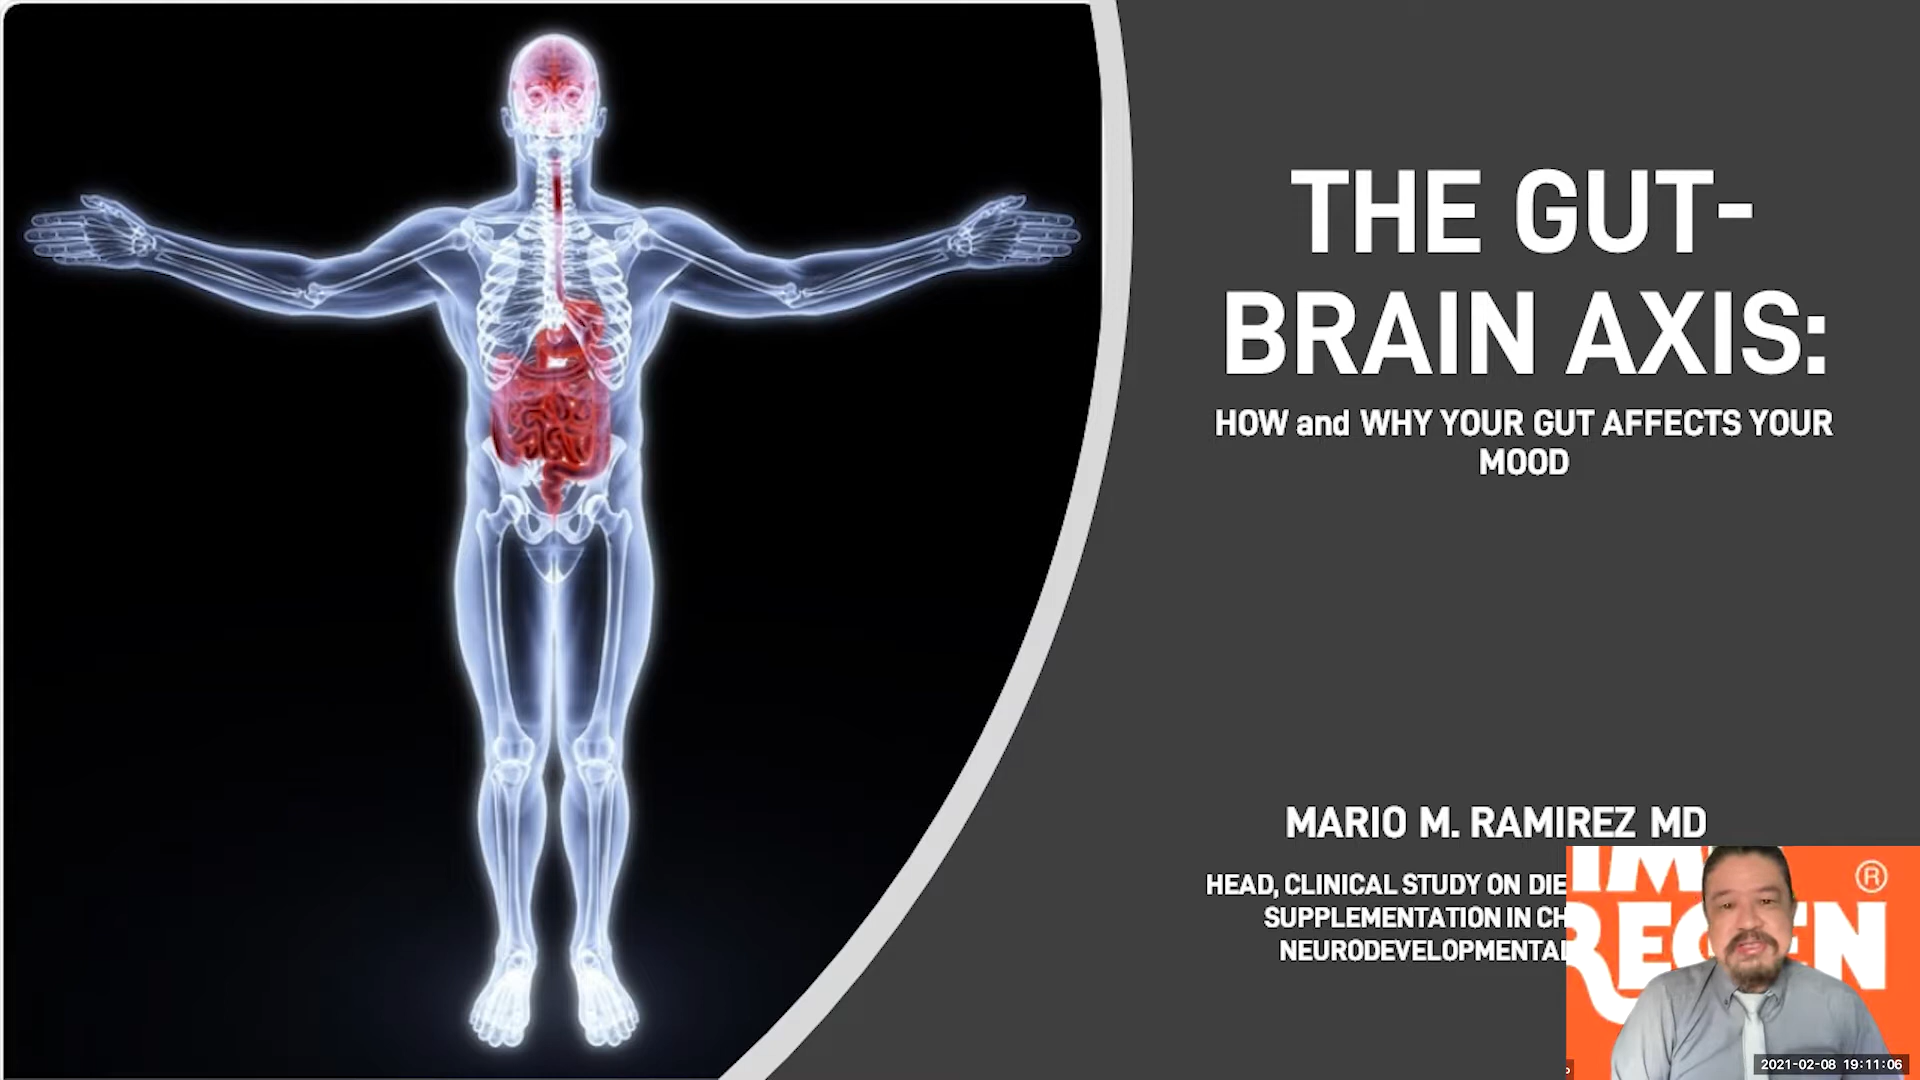 THE GUT-
BRAIN AXIS:
HOW and WHY YOUR GUT AFFECTS YOUR
MOOD
MARIO M. RAMIREZ MD
HEAD, CLINICAL STUDY ON DIE
SUPPLEMENTATION IN CH
NEURODEVELOPMENTAL
®
2021-02-08 19:11:06